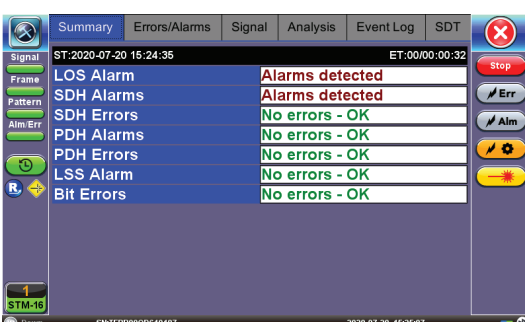 Summary Errors/Alarms Signal Analysis Event Log SDT
Signal
Frame
Pattern
Alm/Err
ST:2020-07-20 15:24:35 ET:00/00:00:32
LOS Alarm Alarms detected
SDH Alarms Alarms detected
SDH Errors No errors - OK
PDH Alarms No errors - OK
PDH Errors No errors - OK
LSS Alarm No errors - OK
Bit Errors No errors - OK
Stop
Err
Alm
R
1
STM-16